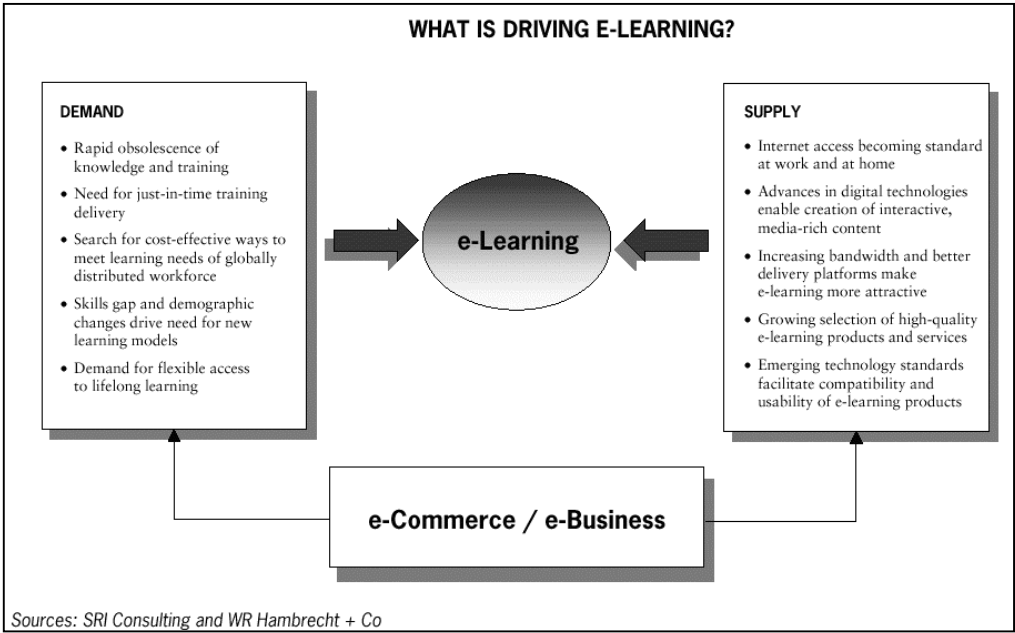 WHAT IS DRIVING E-LEARNING?
DEMAND
• Rapid obsolescence of
knowledge and training
• Need for just-in-time training
delivery
• Search for cost-effective ways to
meet learning needs of globally
distributed workforce
• Skills gap and demographic
changes drive need for new
learning models
• Demand for flexible access
to lifelong learning
e-Learning
SUPPLY
• Internet access becoming standard
at work and at home
• Advances in digital technologies
enable creation of interactive,
media-rich content
• Increasing bandwidth and better
delivery platforms make
e-learning more attractive
• Growing selection of high-quality
e-learning products and services
• Emerging technology standards
facilitate compatibility and
usability of e-learning products
e-Commerce / e-Business
Sources: SRI Consulting and WR Hambrecht + Co